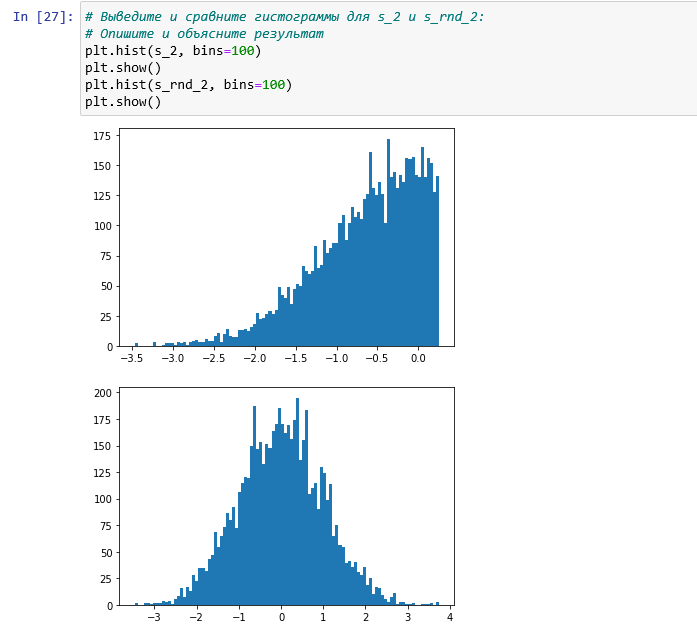 In [27]: # Выведите и сравните гистограммы для s_2 и s_rnd_2:
# Опишите и объясните результат
plt.hist(s_2, bins=100)
plt.show()
plt.hist(s_rnd_2, bins=100)
plt.show()
175
150
125
100
75
50
25
0
−3.5 −3.0 −2.5 −2.0 −1.5 −1.0 −0.5 0.0
200
175
150
125
100
75
50
25
0
−3 −2 −1 0 1 2 3 4